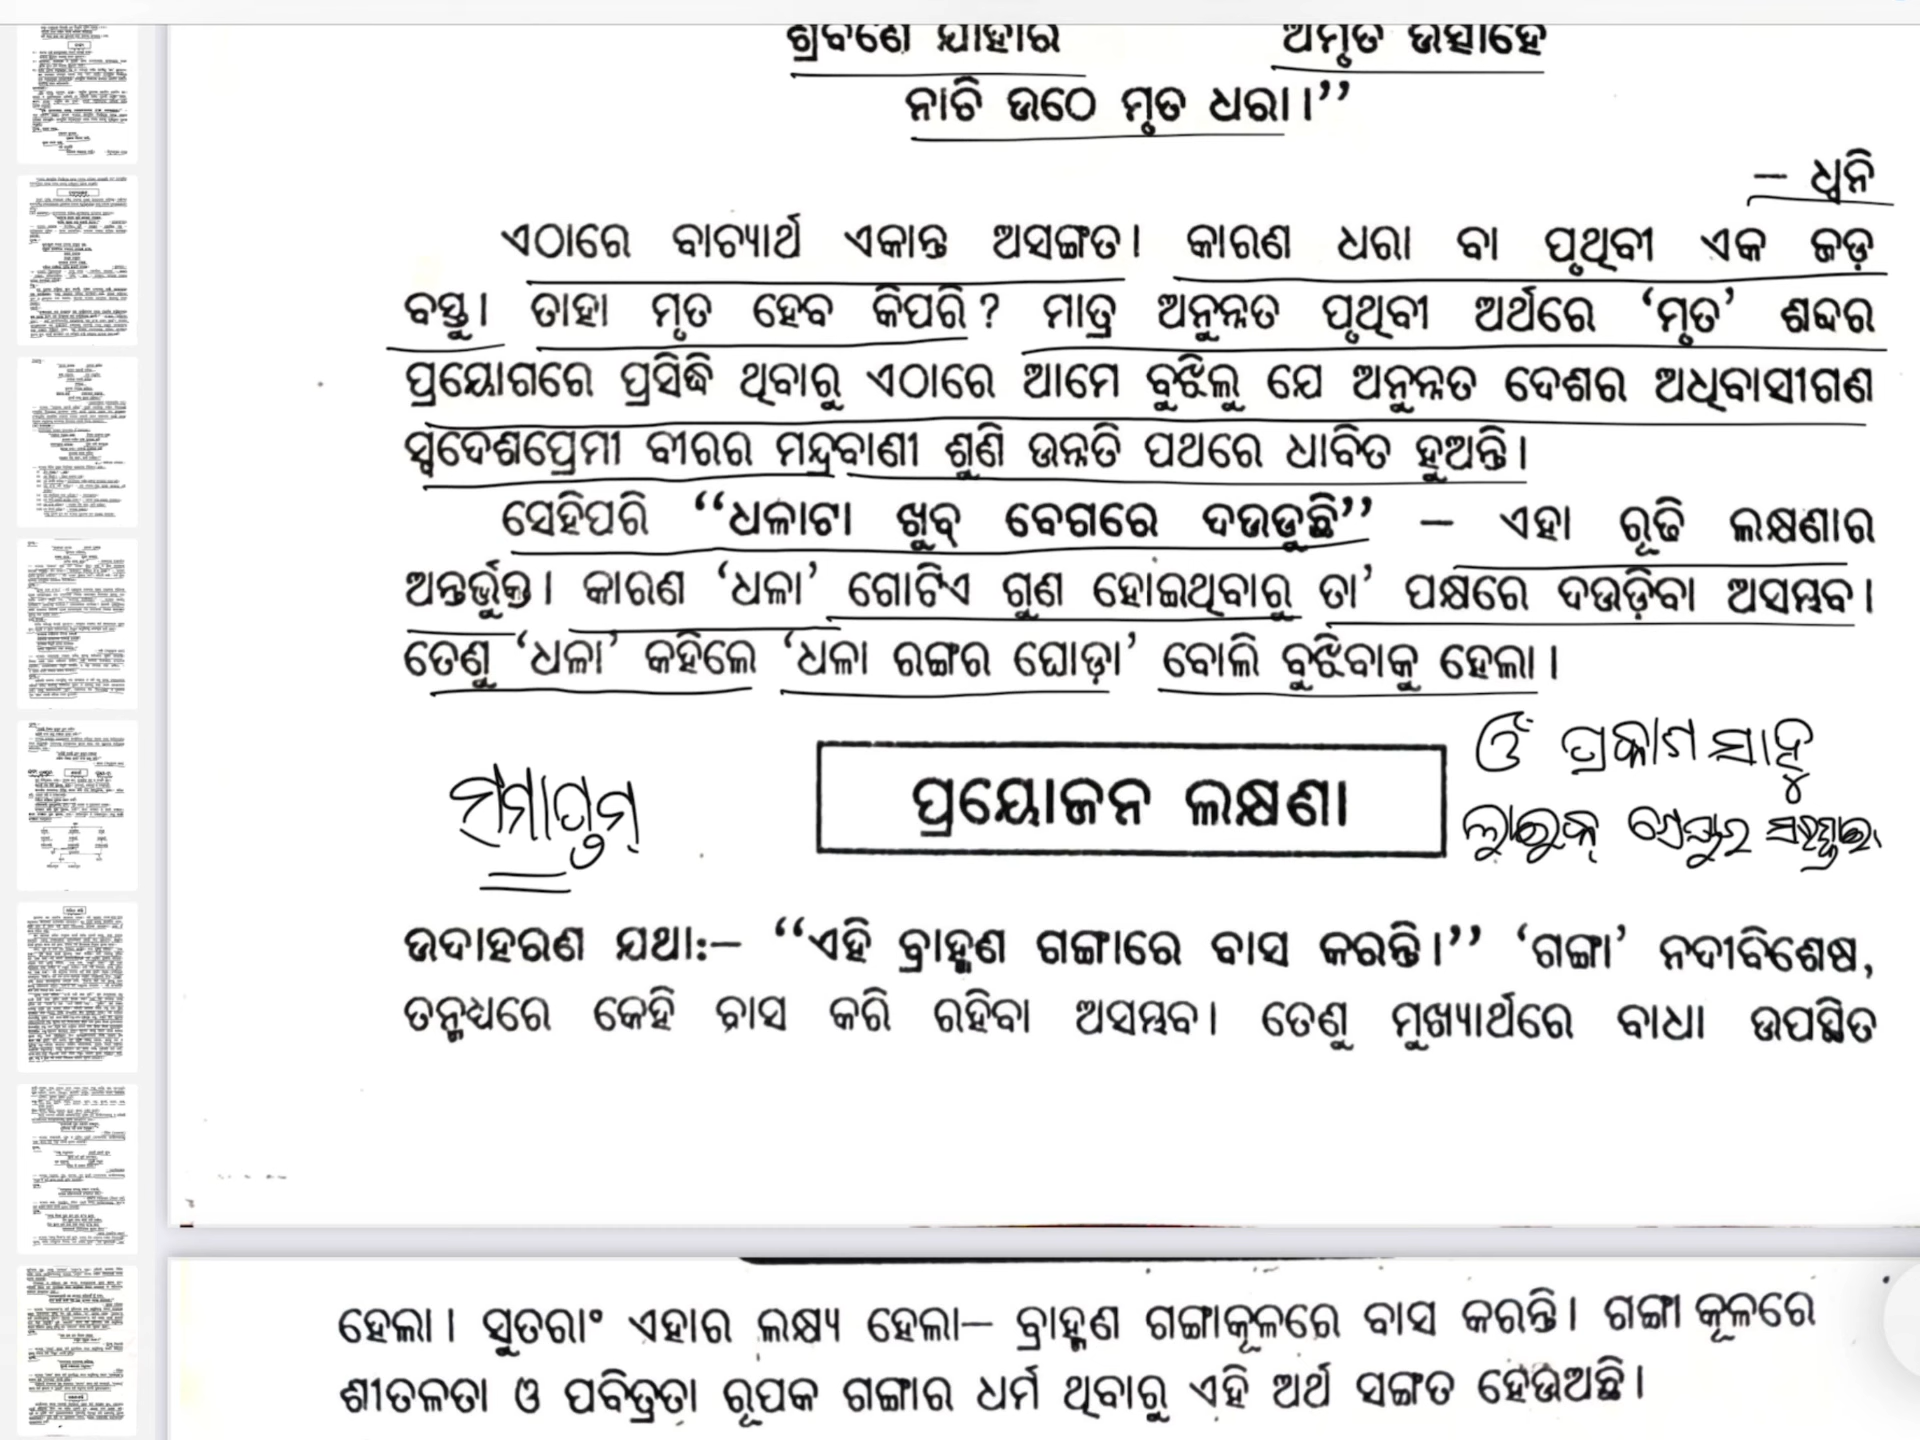 ଶ୍ରବଣେ ଯାହାର ଅମୃତ ଉତ୍ସାହେ
ନାଚି ଉଠେ ମୃତ ଧରା।’’
– ଧ୍ୱନି
ଏଠାରେ ବାଚ୍ୟାର୍ଥ ଏକାନ୍ତ ଅସଙ୍ଗତ। କାରଣ ଧରା ବା ପୃଥିବୀ ଏକ ଜଡ଼
ବସ୍ତୁ। ତାହା ମୃତ ହେବ କିପରି? ମାତ୍ର ଅନୁନ୍ନତ ପୃଥିବୀ ଅର୍ଥରେ ‘ମୃତ’ ଶବ୍ଦର
ପ୍ରୟୋଗରେ ପ୍ରସିଦ୍ଧି ଥିବାରୁ ଏଠାରେ ଆମେ ବୁଝିଲୁ ଯେ ଅନୁନ୍ନତ ଦେଶର ଅଧିବାସୀଗଣ
ସ୍ୱଦେଶପ୍ରେମୀ ବୀରର ମନ୍ଦ୍ରବାଣୀ ଶୁଣି ଉନ୍ନତି ପଥରେ ଧାବିତ ହୁଅନ୍ତି।
ସେହିପରି ‘‘ଧଳାଟା ଖୁବ୍ ବେଗରେ ଦଉଡୁଛି’’ – ଏହା ରୂଢି ଲକ୍ଷଣାର
ଅନ୍ତର୍ଭୁକ୍ତ। କାରଣ ‘ଧଳା’ ଗୋଟିଏ ଗୁଣ ହୋଇଥିବାରୁ ତା’ ପକ୍ଷରେ ଦଉଡ଼ିବା ଅସମ୍ଭବ।
ତେଣୁ ‘ଧଳା’ କହିଲେ ‘ଧଳା ରଙ୍ଗର ଘୋଡ଼ା’ ବୋଲି ବୁଝିବାକୁ ହେଲା।
ଓଁ ପ୍ରକାଶ ସାହୁ
ସମାପ୍ତମ୍
ପ୍ରୟୋଜନ ଲକ୍ଷଣା
ଉଦାହରଣ ଯଥା:– ‘‘ଏହି ବ୍ରାହ୍ମଣ ଗଙ୍ଗାରେ ବାସ କରନ୍ତି।’’ ‘ଗଙ୍ଗା’ ନଦୀବିଶେଷ,
ତନ୍ମଧ୍ୟରେ କେହି ବାସ କରି ରହିବା ଅସମ୍ଭବ। ତେଣୁ ମୁଖ୍ୟାର୍ଥରେ ବାଧା ଉପସ୍ଥିତ
ହେଲା। ସୁତରାଂ ଏହାର ଲକ୍ଷ୍ୟ ହେଲା– ବ୍ରାହ୍ମଣ ଗଙ୍ଗାକୂଳରେ ବାସ କରନ୍ତି। ଗଙ୍ଗା କୂଳରେ
ଶୀତଳତା ଓ ପବିତ୍ରତା ରୂପକ ଗଙ୍ଗାର ଧର୍ମ ଥିବାରୁ ଏହି ଅର୍ଥ ସଙ୍ଗତ ହେଉଅଛି।